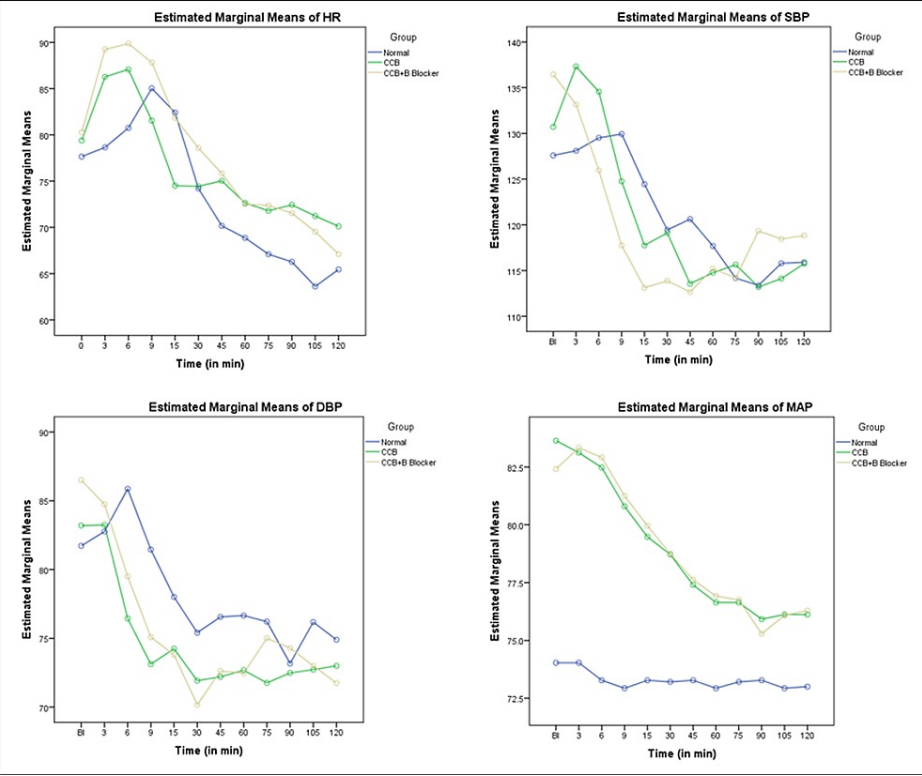 Estimated Marginal Means of HR
Group
Normal
CCB
CCB+B Blocker
Estimated Marginal Means
90
85
80
75
70
65
60
0 3 6 9 15 30 45 60 75 90 105 120
Time (in min)
Estimated Marginal Means of SBP
Group
Normal
CCB
CCB+B Blocker
Estimated Marginal Means
140
135
130
125
120
115
110
BI 3 6 9 15 30 45 60 75 90 105 120
Time (in min)
Estimated Marginal Means of DBP
Group
Normal
CCB
CCB+B Blocker
Estimated Marginal Means
90
85
80
75
70
BI 3 6 9 15 30 45 60 75 90 105 120
Time (in min)
Estimated Marginal Means of MAP
Group
Normal
CCB
CCB+B Blocker
Estimated Marginal Means
82.5
80.0
77.5
75.0
72.5
BI 3 6 9 15 30 45 60 75 90 105 120
Time (in min)